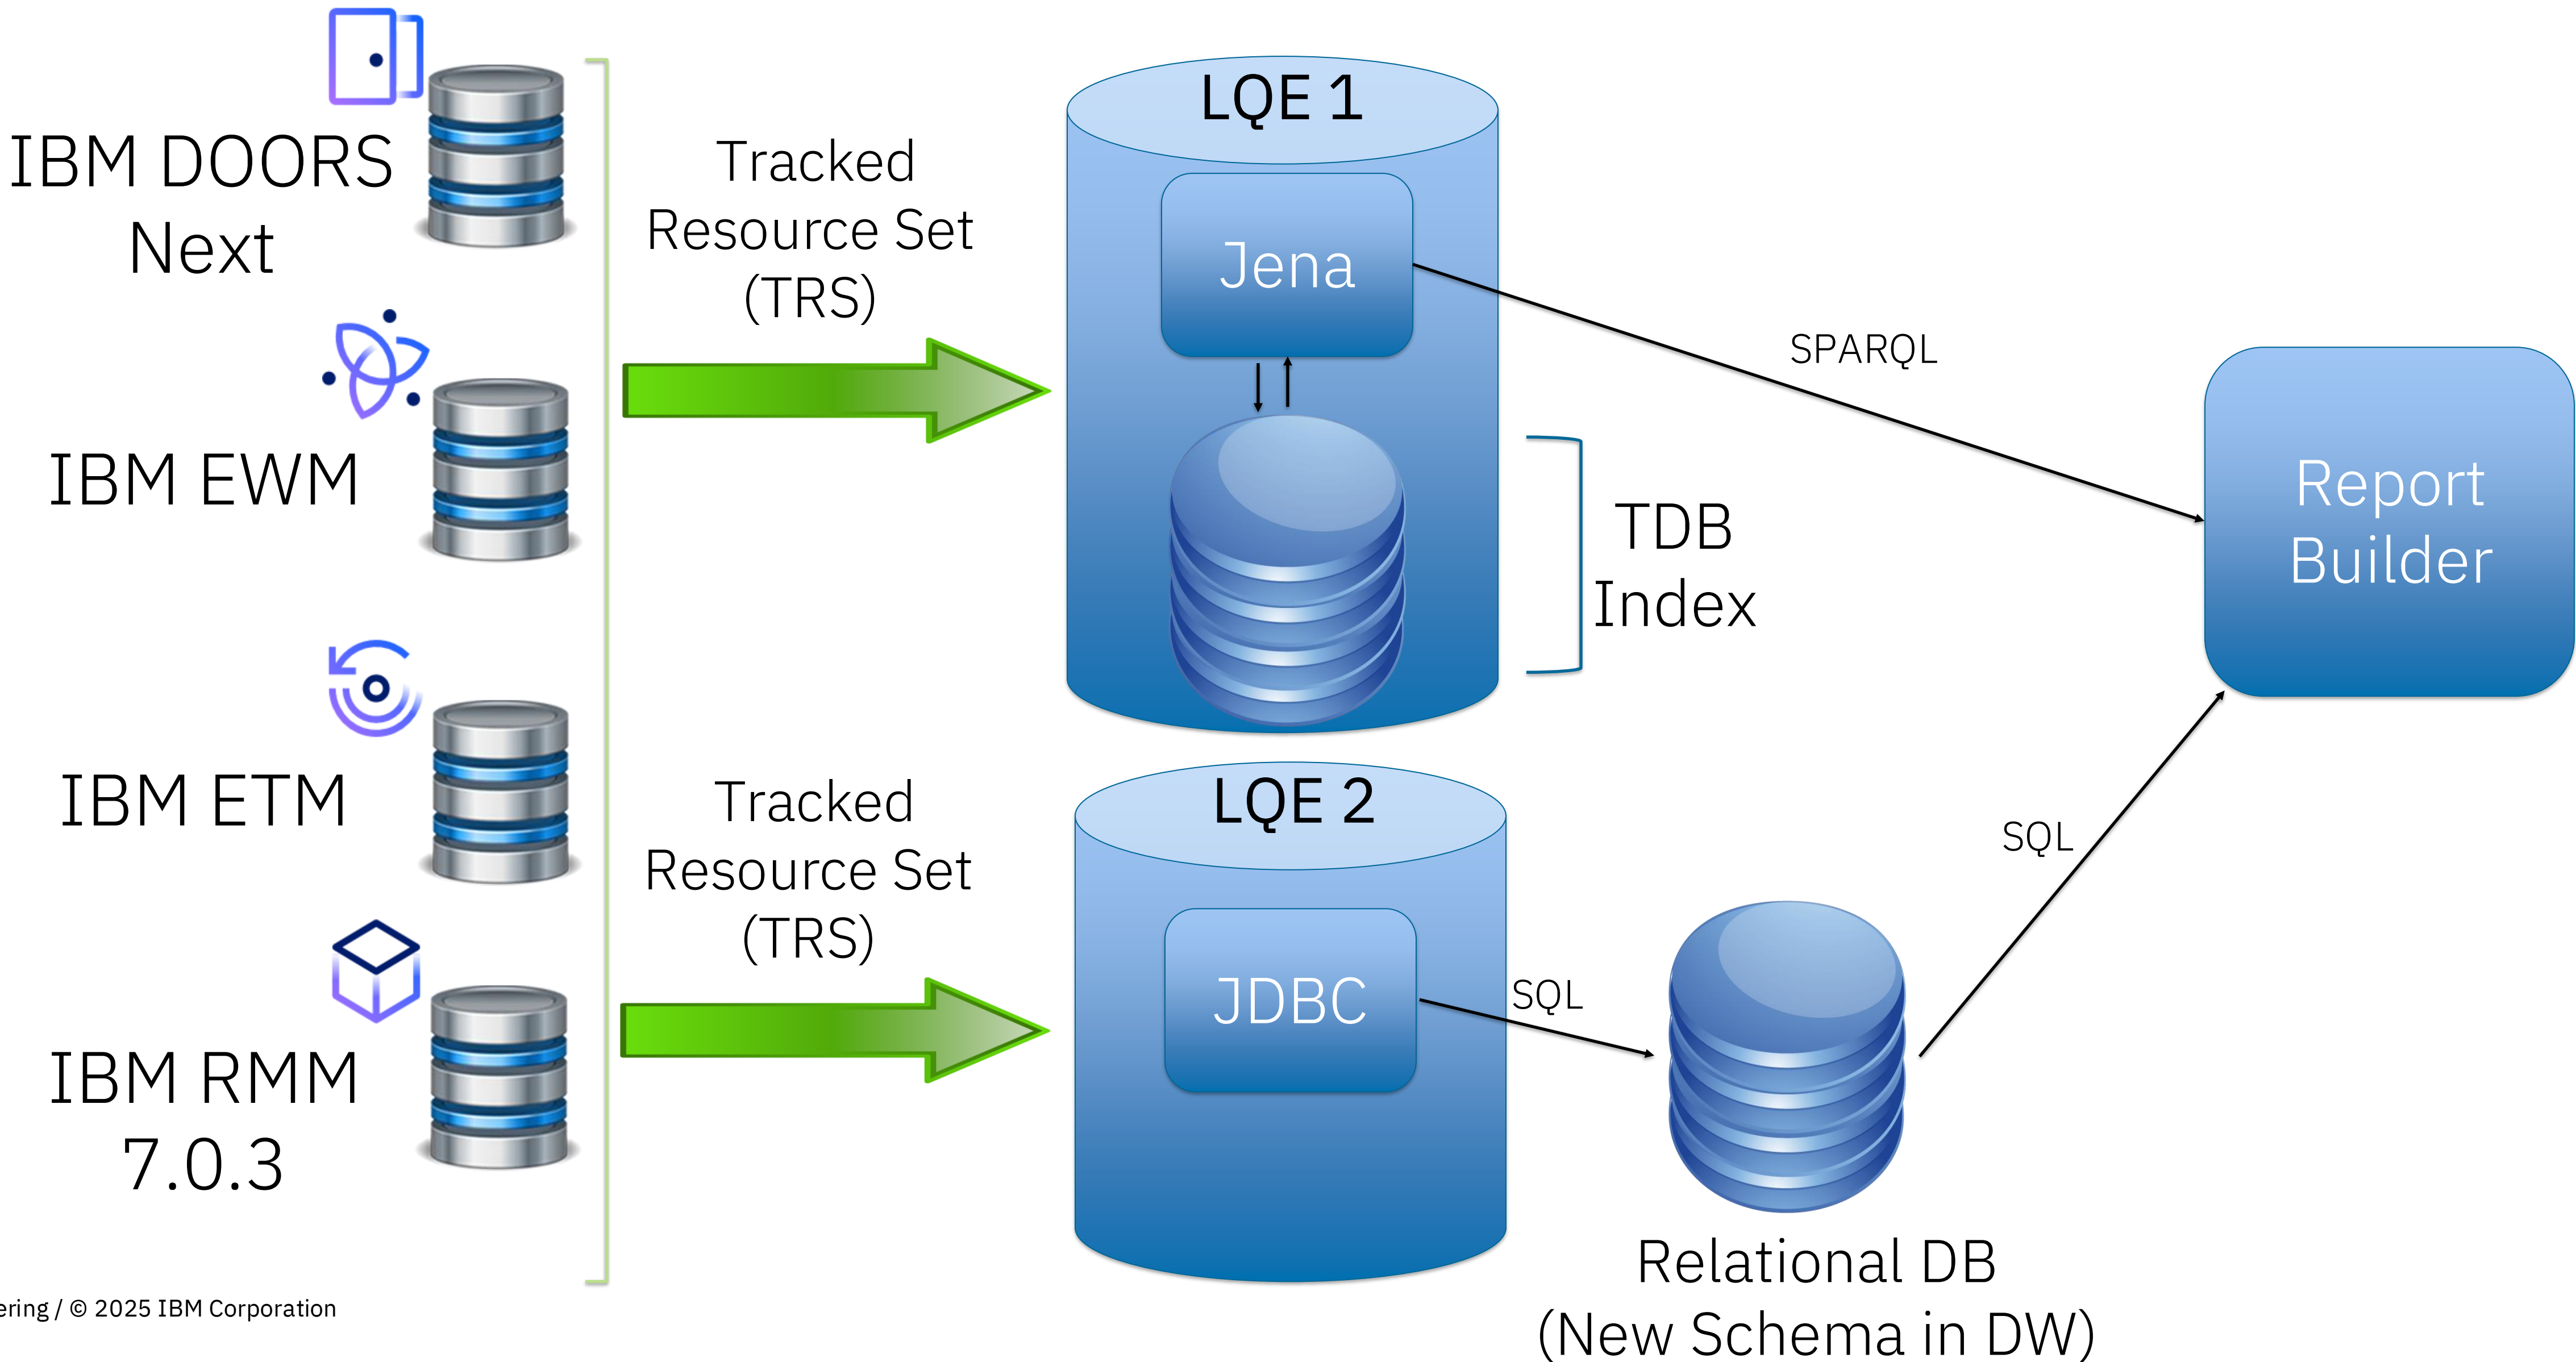 IBM DOORS
Next
IBM EWM
IBM ETM
IBM RMM
7.0.3
Tracked
Resource Set
(TRS)
Tracked
Resource Set
(TRS)
LQE 1
Jena
TDB
Index
SPARQL
Report
Builder
LQE 2
JDBC
SQL
SQL
Relational DB
(New Schema in DW)
ering / © 2025 IBM Corporation